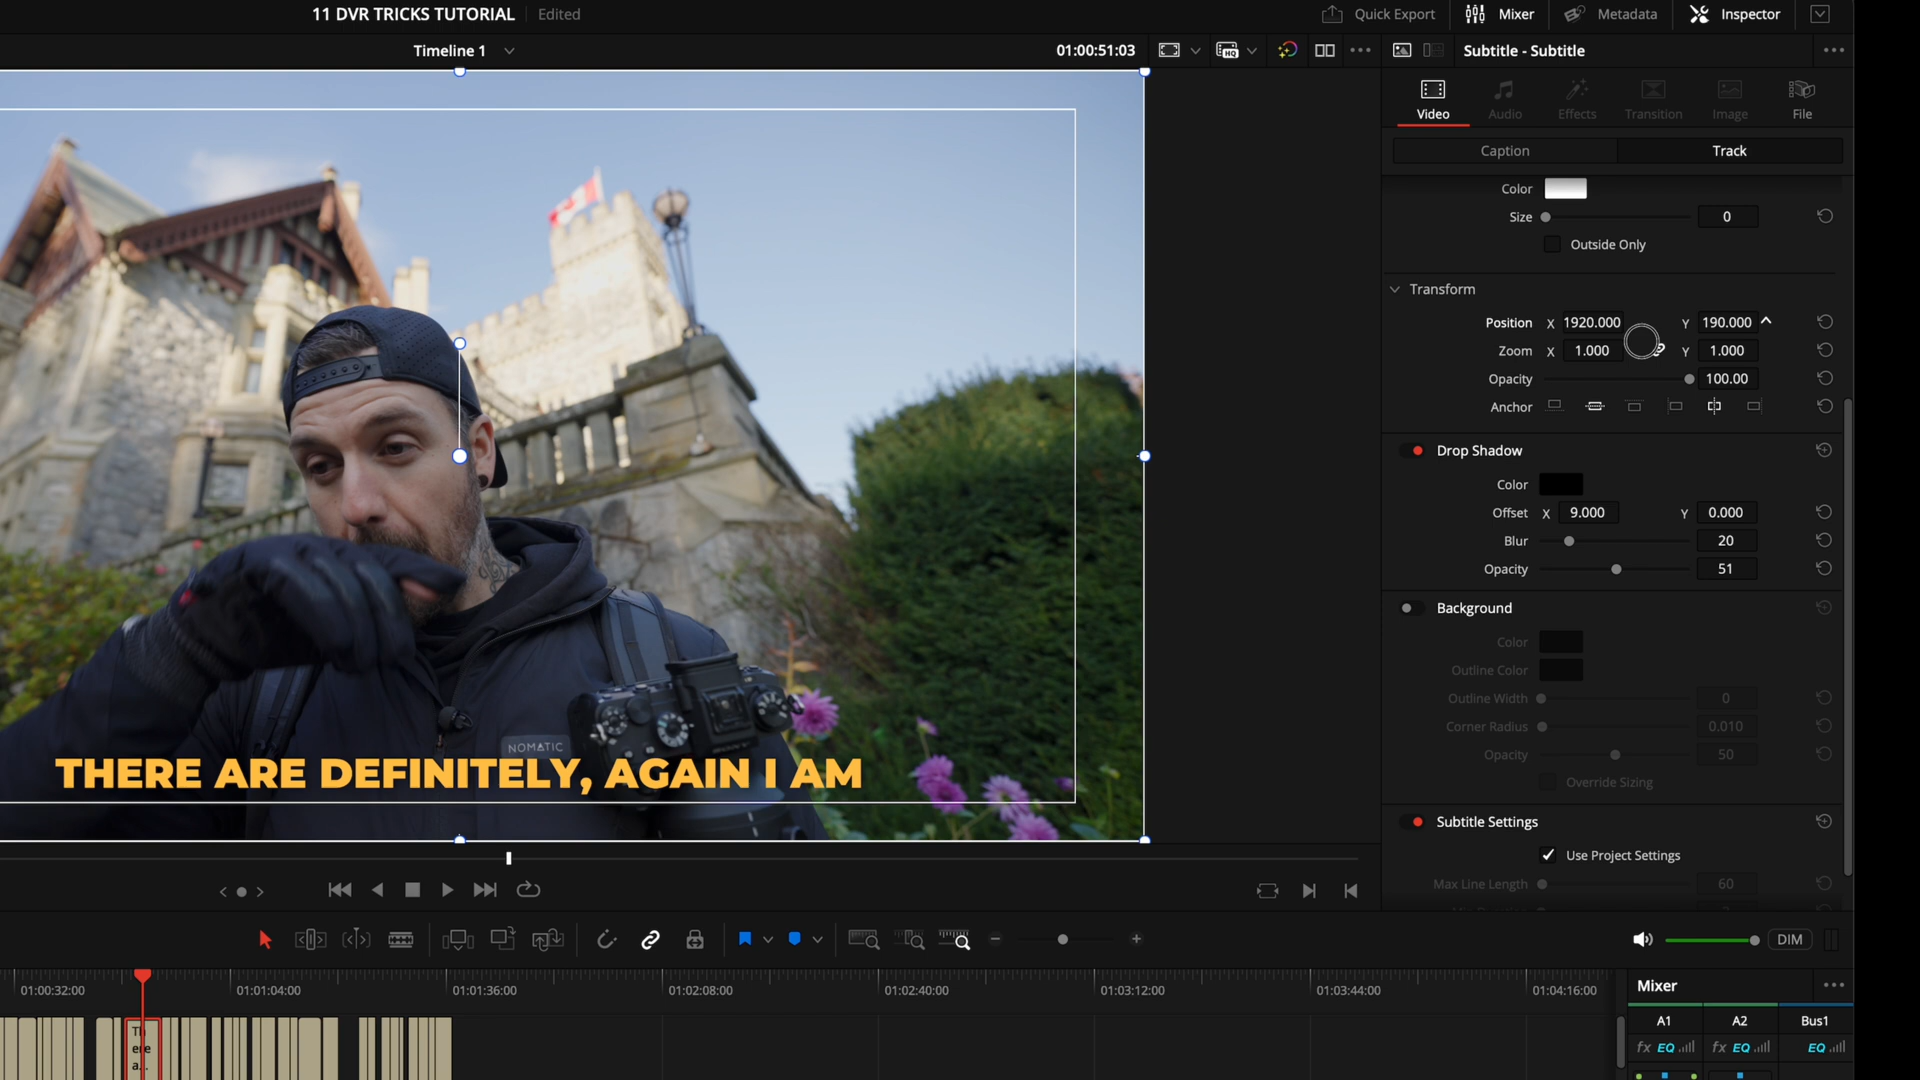 11 DVR TRICKS TUTORIAL Edited
Quick Export Mixer Metadata Inspector
Timeline 1 01:00:51:03 HQ Subtitle - Subtitle
Video Audio Effects Transition Image File
Caption Track
Color
Size 0
Outside Only
Transform
Position X 1920.000 Y 190.000
Zoom X 1.000 Y 1.000
Opacity 100.00
Anchor
Drop Shadow
Color
Offset X 9.000 Y 0.000
Blur 20
Opacity 51
Background
Color
Outline Color
Outline Width 0
Corner Radius 0.010
Opacity 50
Override Sizing
Subtitle Settings
Use Project Settings
Max Line Length 60
NOMATIC
SONY
THERE ARE DEFINITELY, AGAIN I AM
DIM
01:00:32:00 01:01:04:00 01:01:36:00 01:02:08:00 01:02:40:00 01:03:12:00 01:03:44:00 01:04:16:00
Mixer
A1 A2 Bus1
fx EQ fx EQ EQ
Th
ere
a...